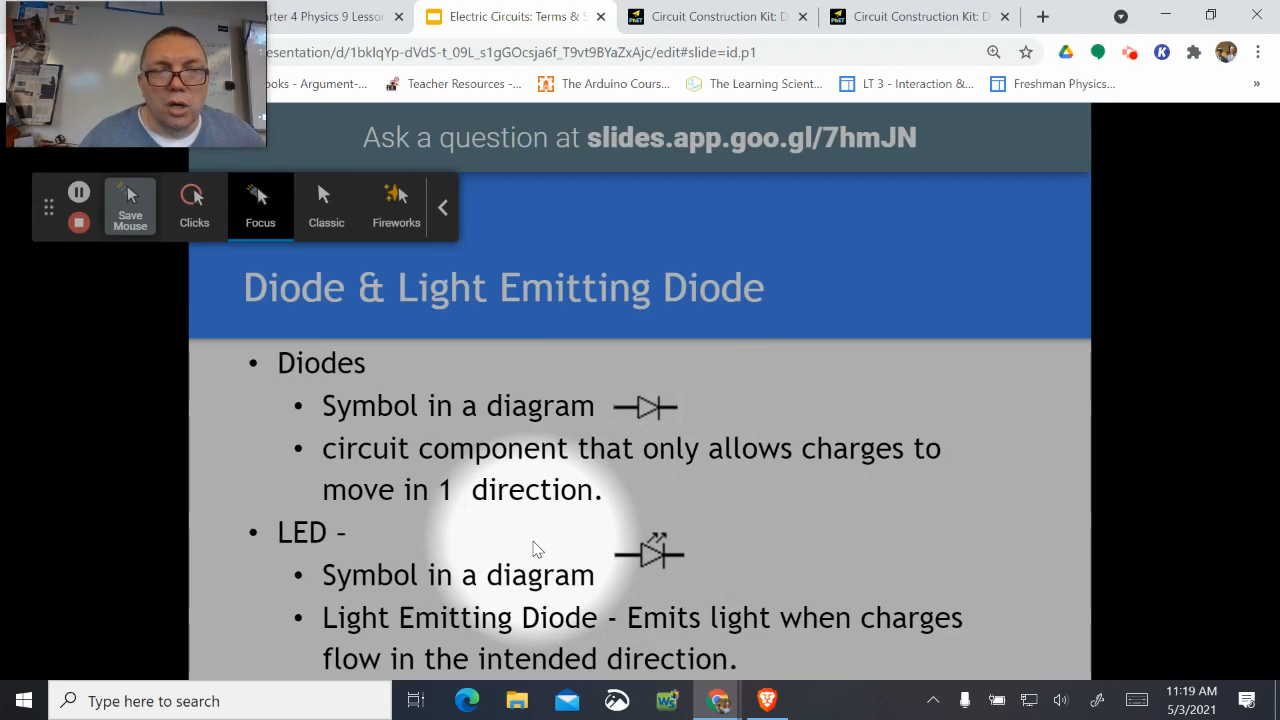 arter 4 Physics 9 Lesson
Electric Circuits: Terms & S
Circuit Construction Kit: D
Circuit Construction Kit: D
esentation/d/1bklqYp-dVdS-t_09L_s1gGOcsja6f_T9vt9BYaZxAjc/edit#slide=id.p1
ooks - Argument-...
Teacher Resources -...
The Arduino Cours...
The Learning Scient...
LT 3 - Interaction &...
Freshman Physics...
»
Ask a question at slides.app.goo.gl/7hmJN
Save Mouse
Clicks
Focus
Classic
Fireworks
Diode & Light Emitting Diode
• Diodes
• Symbol in a diagram
• circuit component that only allows charges to
move in 1 direction.
• LED –
• Symbol in a diagram
• Light Emitting Diode - Emits light when charges
flow in the intended direction.
Type here to search
11:19 AM
5/3/2021